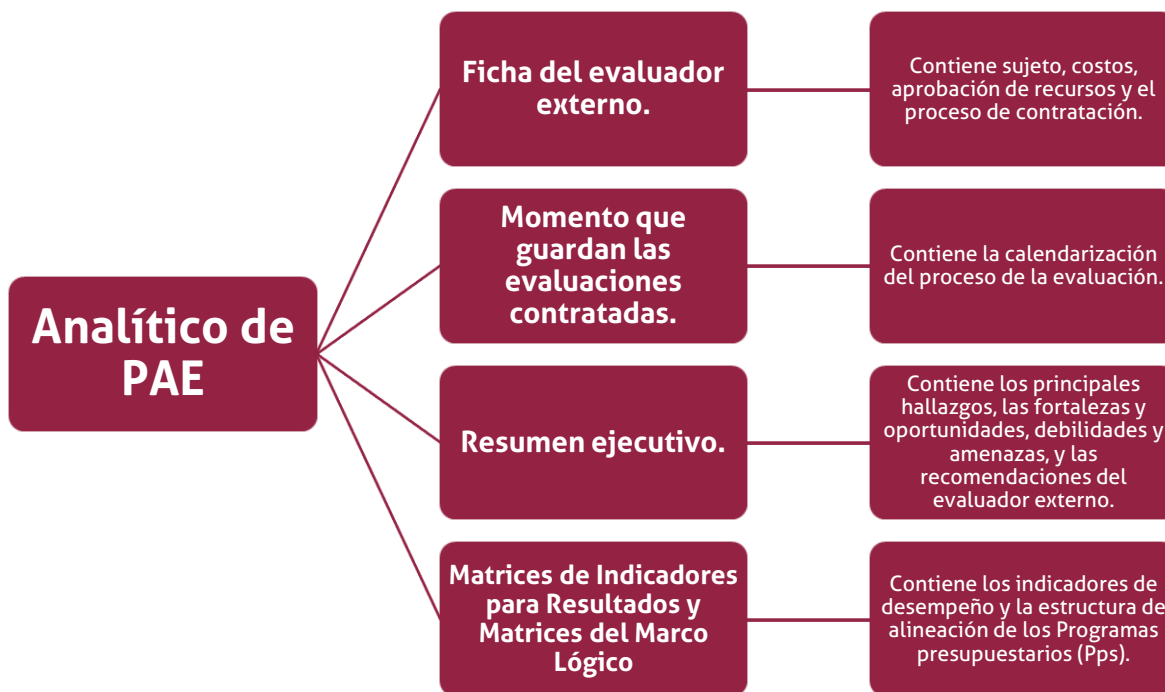 Analítico de
PAE
Ficha del evaluador
externo.
Contiene sujeto, costos,
aprobación de recursos y el
proceso de contratación.
Momento que
guardan las
evaluaciones
contratadas.
Contiene la calendarización
del proceso de la evaluación.
Resumen ejecutivo.
Contiene los principales
hallazgos, las fortalezas y
oportunidades, debilidades y
amenazas, y las
recomendaciones del
evaluador externo.
Matrices de Indicadores
para Resultados y
Matrices del Marco
Lógico
Contiene los indicadores de
desempeño y la estructura de
alineación de los Programas
presupuestarios (Pps).